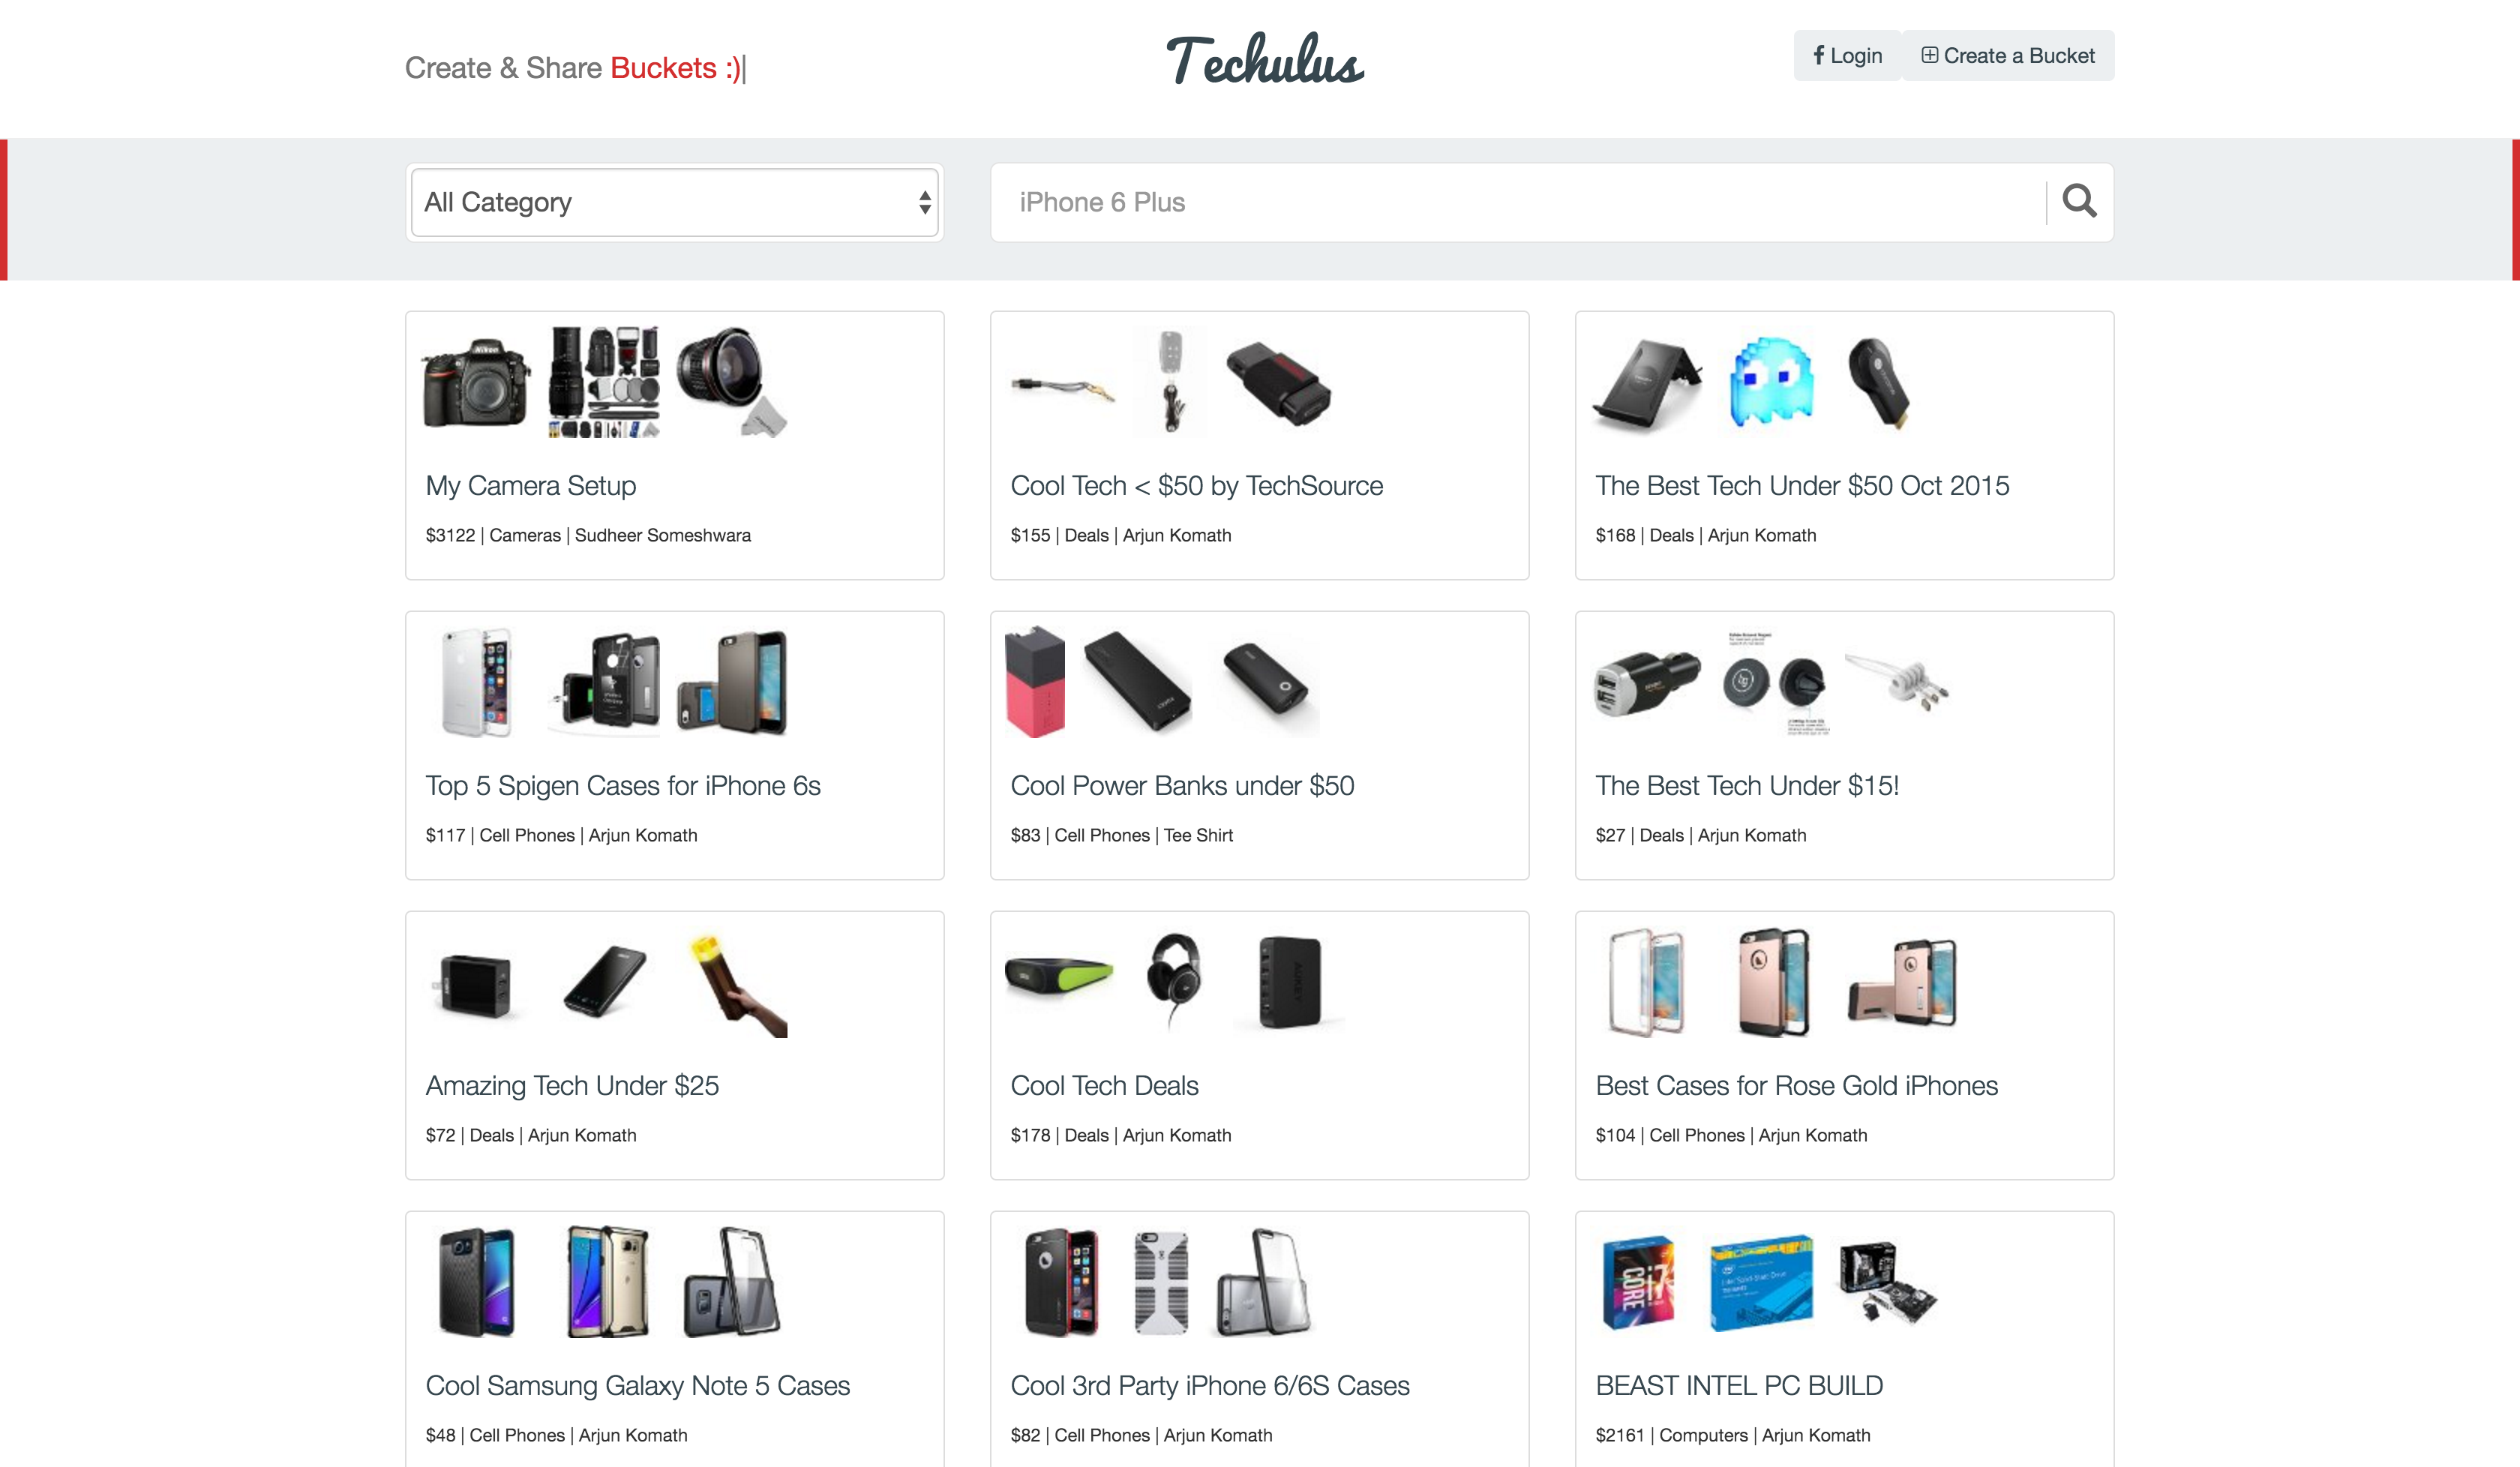 Create & Share Buckets :)
Techulus
Login
Create a Bucket
All Category
iPhone 6 Plus
Nikon
My Camera Setup
$3122 | Cameras | Sudheer Someshwara
Cool Tech < $50 by TechSource
$155 | Deals | Arjun Komath
The Best Tech Under $50 Oct 2015
$168 | Deals | Arjun Komath
Top 5 Spigen Cases for iPhone 6s
$117 | Cell Phones | Arjun Komath
Cool Power Banks under $50
$83 | Cell Phones | Tee Shirt
The Best Tech Under $15!
$27 | Deals | Arjun Komath
Amazing Tech Under $25
$72 | Deals | Arjun Komath
AUKEY
Cool Tech Deals
$178 | Deals | Arjun Komath
Best Cases for Rose Gold iPhones
$104 | Cell Phones | Arjun Komath
Cool Samsung Galaxy Note 5 Cases
$48 | Cell Phones | Arjun Komath
Cool 3rd Party iPhone 6/6S Cases
$82 | Cell Phones | Arjun Komath
CORE i7
BEAST INTEL PC BUILD
$2161 | Computers | Arjun Komath